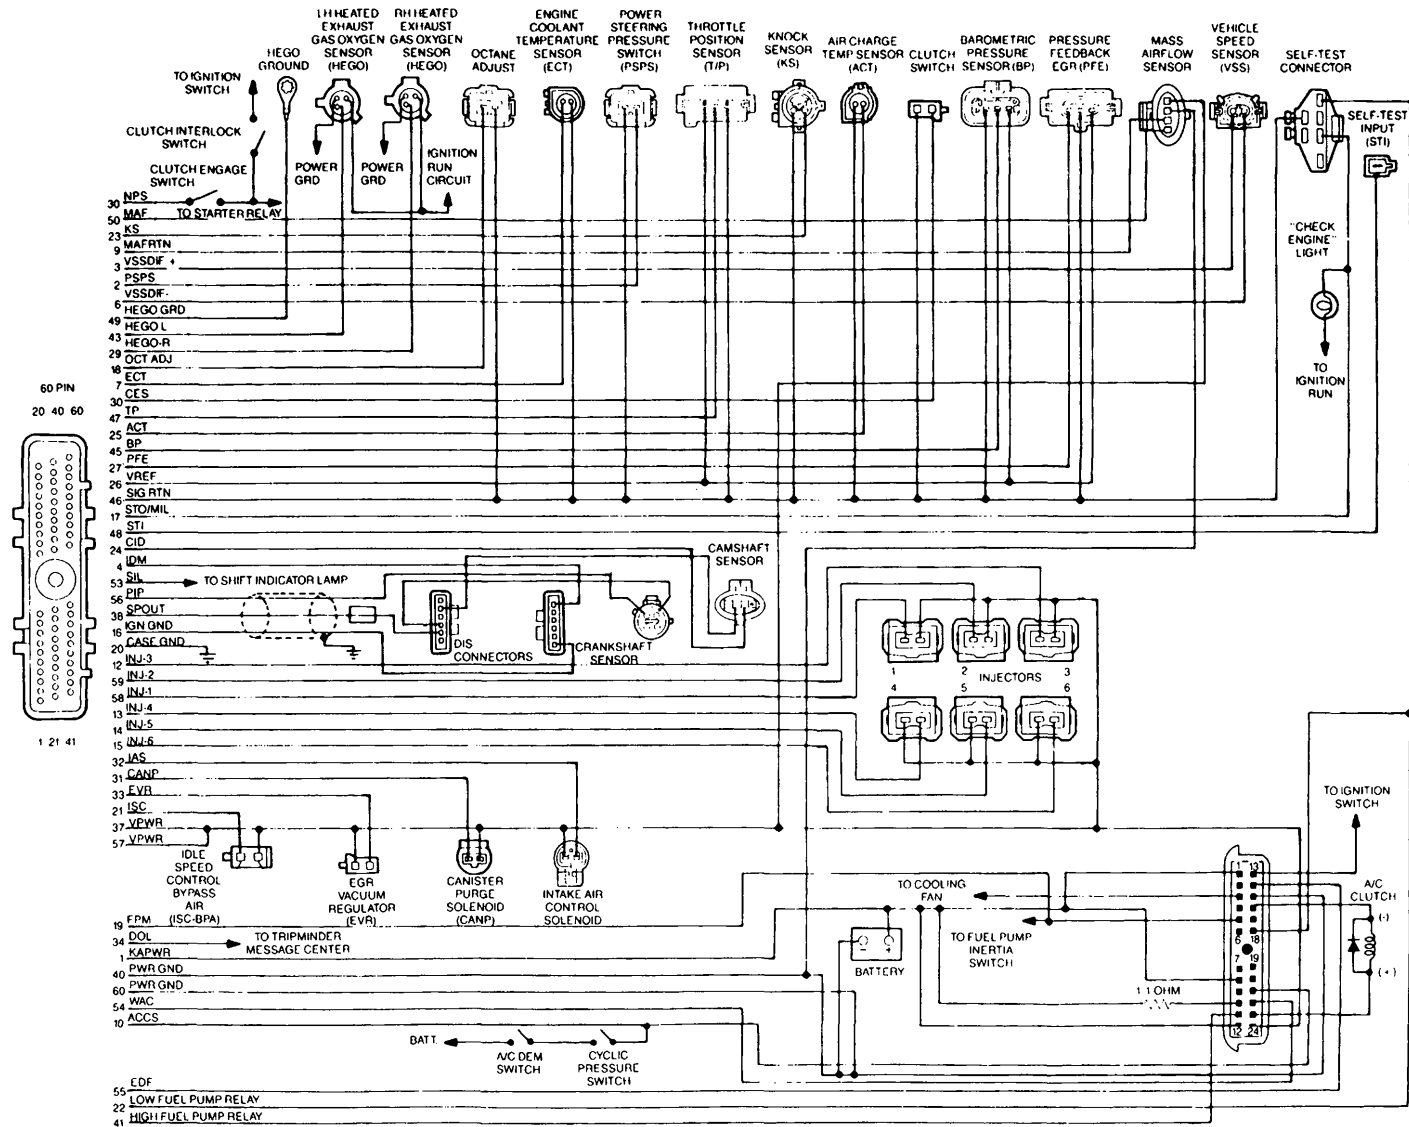 LH HEATED
EXHAUST
GAS OXYGEN
SENSOR
(HEGO)
RH HEATED
EXHAUST
GAS OXYGEN
SENSOR
(HEGO)
HEGO
GROUND
OCTANE
ADJUST
ENGINE
COOLANT
TEMPERATURE
SENSOR
(ECT)
POWER
STEERING
PRESSURE
SWITCH
(PSPS)
THROTTLE
POSITION
SENSOR
(T/P)
KNOCK
SENSOR
(KS)
AIR CHARGE
TEMP SENSOR
(ACT)
CLUTCH
SWITCH
BAROMETRIC
PRESSURE
SENSOR (BP)
PRESSURE
FEEDBACK
EGR (PFE)
MASS
AIRFLOW
SENSOR
VEHICLE
SPEED
SENSOR
(VSS)
SELF-TEST
CONNECTOR
SELF-TEST
INPUT
(STI)
TO IGNITION
SWITCH
CLUTCH INTERLOCK
SWITCH
CLUTCH ENGAGE
SWITCH
TO STARTER RELAY
POWER
GRD
POWER
GRD
IGNITION
RUN
CIRCUIT
"CHECK
ENGINE"
LIGHT
TO
IGNITION
RUN
30 NPS
50 MAF
23 KS
9 MAFRTN
3 VSSDIF +
2 PSPS
6 VSSDIF-
49 HEGO GRD
43 HEGO L
29 HEGO-R
18 OCT ADJ
7 ECT
30 CES
47 TP
25 ACT
45 BP
27 PFE
26 VREF
46 SIG RTN
17 STO/MIL
48 STI
24 CID
4 IDM
53 SIL
56 PIP
38 SPOUT
16 IGN GND
20 CASE GND
12 INJ-3
59 INJ-2
58 INJ-1
13 INJ-4
14 INJ-5
15 INJ-6
32 IAS
31 CANP
33 EVR
21 ISC
37 VPWR
57 VPWR
60 PIN
20 40 60
1 21 41
TO SHIFT INDICATOR LAMP
DIS
CONNECTORS
CRANKSHAFT
SENSOR
CAMSHAFT
SENSOR
1 2 3
INJECTORS
4 5 6
IDLE
SPEED
CONTROL
BYPASS
AIR
(ISC-BPA)
EGR
VACUUM
REGULATOR
(EVR)
CANISTER
PURGE
SOLENOID
(CANP)
INTAKE AIR
CONTROL
SOLENOID
TO COOLING
FAN
TO FUEL PUMP
INERTIA
SWITCH
TO IGNITION
SWITCH
A/C
CLUTCH
(-)
(+)
1 13
6 18
7 19
12 24
1.1 OHM
- +
BATTERY
19 FPM
34 DOL
TO TRIPMINDER
MESSAGE CENTER
1 KAPWR
40 PWR GND
60 PWR GND
54 WAC
10 ACCS
BATT.
A/C DEM
SWITCH
CYCLIC
PRESSURE
SWITCH
55 EDF
22 LOW FUEL PUMP RELAY
41 HIGH FUEL PUMP RELAY